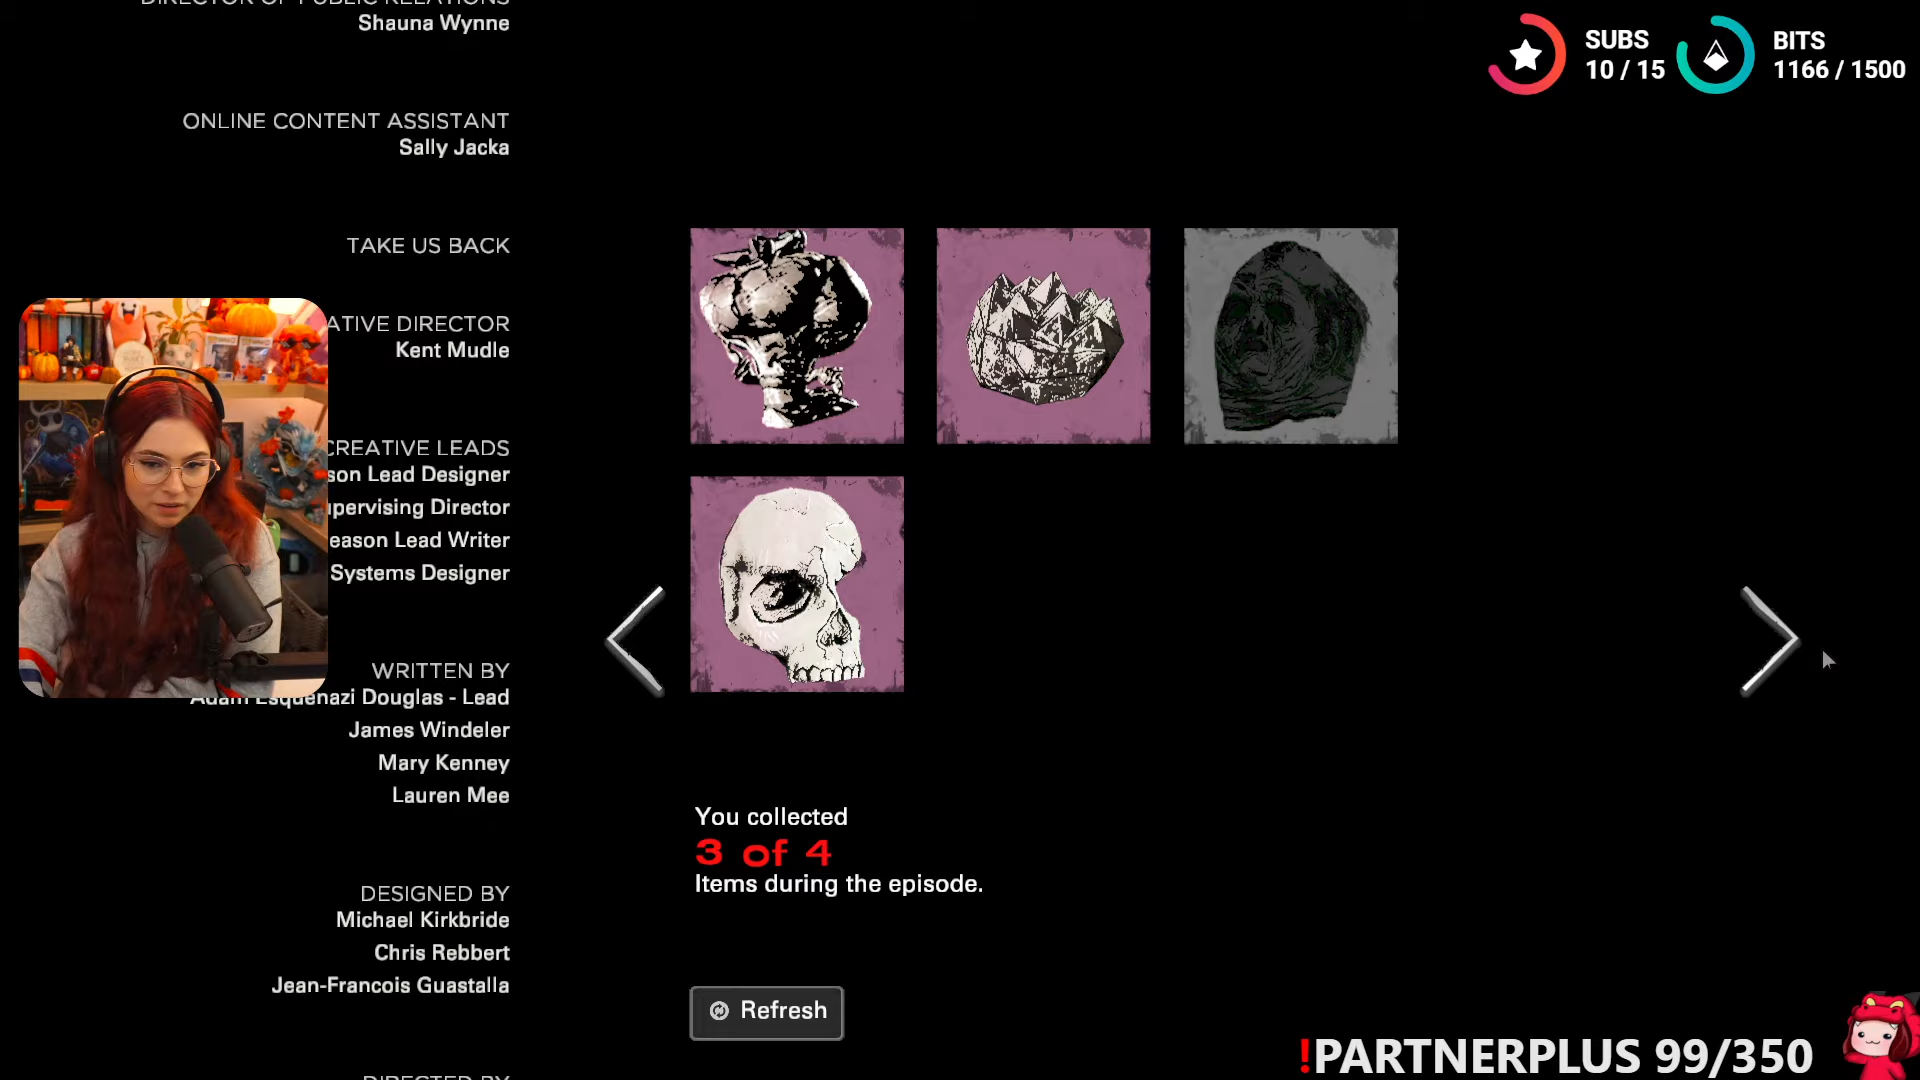 Shauna Wynne
ONLINE CONTENT ASSISTANT
Sally Jacka
TAKE US BACK
ATIVE DIRECTOR
Kent Mudle
CREATIVE LEADS
son Lead Designer
pervising Director
eason Lead Writer
Systems Designer
WRITTEN BY
Adam Esquenazi Douglas - Lead
James Windeler
Mary Kenney
Lauren Mee
DESIGNED BY
Michael Kirkbride
Chris Rebbert
Jean-Francois Guastalla
SUBS
10 / 15
BITS
1166 / 1500
You collected
3 of 4
Items during the episode.
Refresh
!PARTNERPLUS 99/350